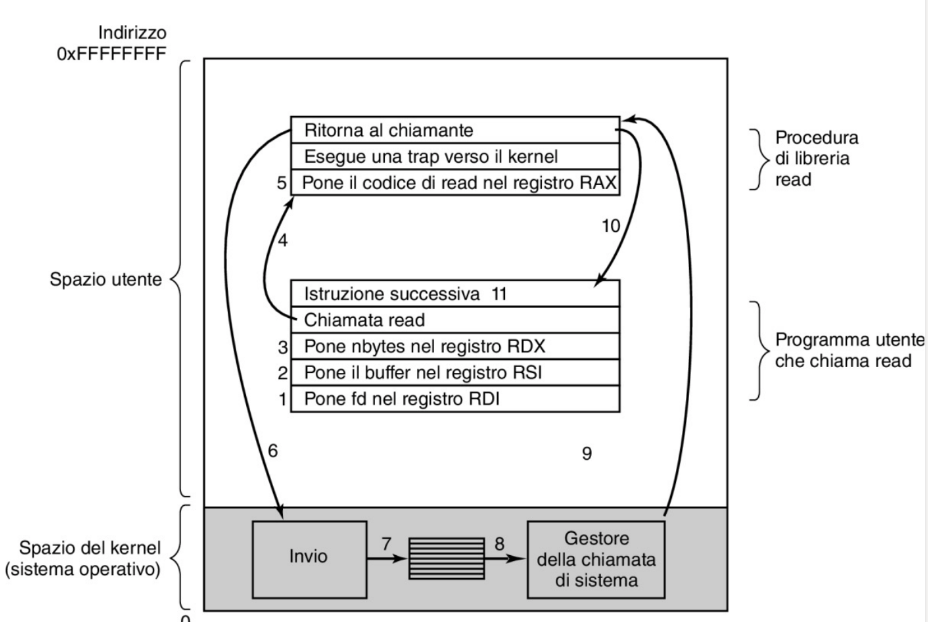 Indirizzo
0xFFFFFFFF
Ritorna al chiamante
Esegue una trap verso il kernel
5 Pone il codice di read nel registro RAX
Procedura
di libreria
read
4
10
Spazio utente
Istruzione successiva 11
Chiamata read
3 Pone nbytes nel registro RDX
2 Pone il buffer nel registro RSI
1 Pone fd nel registro RDI
Programma utente
che chiama read
6
9
Spazio del kernel
(sistema operativo)
Invio
7
8
Gestore
della chiamata
di sistema
0